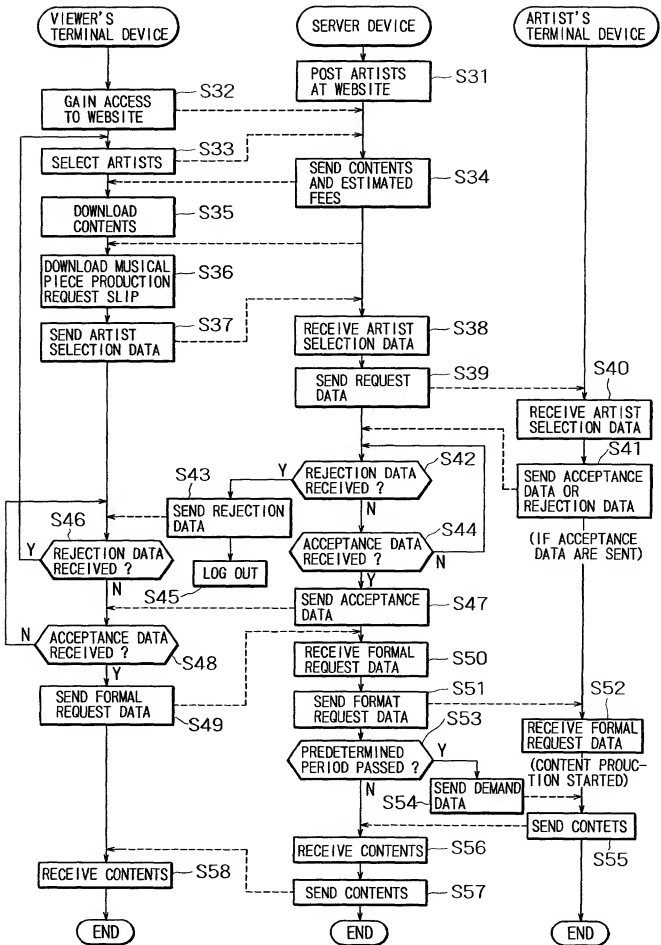 VIEWER'S
TERMINAL DEVICE
SERVER DEVICE
ARTIST'S
TERMINAL DEVICE
POST ARTISTS
AT WEBSITE
S31
GAIN ACCESS
TO WEBSITE
S32
SELECT ARTISTS
S33
SEND CONTENTS
AND ESTIMATED
FEES
S34
DOWNLOAD
CONTENTS
S35
DOWNLOAD MUSICAL
PIECE PRODUCTION
REQUEST SLIP
S36
SEND ARTIST
SELECTION DATA
S37
RECEIVE ARTIST
SELECTION DATA
S38
SEND REQUEST
DATA
S39
S40
RECEIVE ARTIST
SELECTION DATA
S41
SEND ACCEPTANCE
DATA OR
REJECTION DATA
(IF ACCEPTANCE
DATA ARE SENT)
S42
REJECTION DATA
RECEIVED ?
Y
N
S43
SEND REJECTION
DATA
S44
ACCEPTANCE DATA
RECEIVED ?
N
Y
LOG OUT
S45
S46
REJECTION DATA
RECEIVED ?
Y
N
SEND ACCEPTANCE
DATA
S47
ACCEPTANCE DATA
RECEIVED ?
N
Y
S48
SEND FORMAL
REQUEST DATA
S49
RECEIVE FORMAL
REQUEST DATA
S50
SEND FORMAT
REQUEST DATA
S51
S52
RECEIVE FORMAL
REQUEST DATA
(CONTENT PROUC-
TION STARTED)
S53
PREDETERMINED
PERIOD PASSED ?
Y
N
SEND DEMAND
DATA
S54
SEND CONTETS
S55
RECEIVE CONTENTS
S56
SEND CONTENTS
S57
RECEIVE CONTENTS
S58
END
END
END